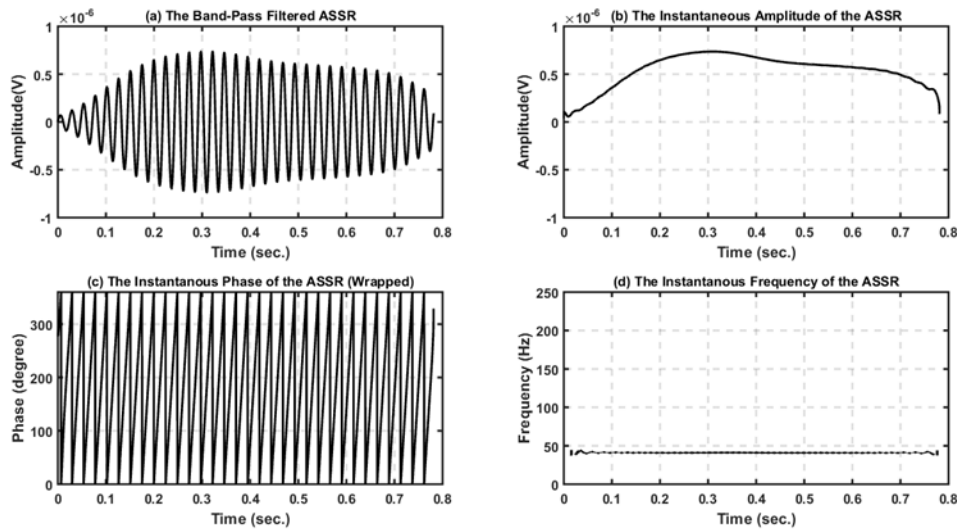 (a) The Band-Pass Filtered ASSR
×10⁻⁶
1
0.5
0
-0.5
-1
Amplitude(V)
0 0.1 0.2 0.3 0.4 0.5 0.6 0.7 0.8
Time (sec.)
(b) The Instantaneous Amplitude of the ASSR
×10⁻⁶
1
0.5
0
-0.5
-1
Amplitude(V)
0 0.1 0.2 0.3 0.4 0.5 0.6 0.7 0.8
Time (sec.)
(c) The Instantanous Phase of the ASSR (Wrapped)
300
200
100
0
Phase (degree)
0 0.1 0.2 0.3 0.4 0.5 0.6 0.7 0.8
Time (sec.)
(d) The Instantanous Frequency of the ASSR
250
200
150
100
50
0
Frequency (Hz)
0 0.1 0.2 0.3 0.4 0.5 0.6 0.7 0.8
Time (sec.)